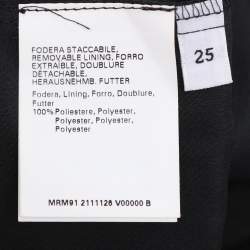 FODERA STACCABILE,
REMOVABLE LINING, FORRO
EXTRAIBLE, DOUBLURE
DÉTACHABLE,
HERAUSNEHMB. FUTTER
Fodera, Lining, Forro, Doublure,
Futter
100% Poliestere, Polyester,
Polyester, Polyester,
Polyester
MRM91 2111126 V00000 B
25